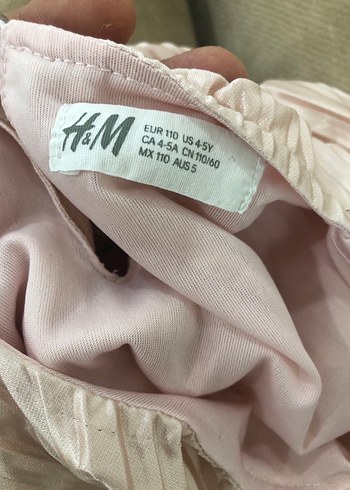 H&M
EUR 110 US 4-5Y
CA 4-5A CN 110/60
MX 110 AUS 5